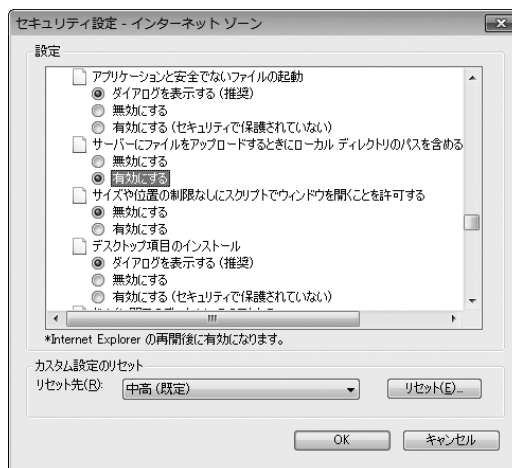 セキュリティ設定 - インターネット ゾーン
設定
アプリケーションと安全でないファイルの起動
ダイアログを表示する (推奨)
無効にする
有効にする (セキュリティで保護されていない)
サーバーにファイルをアップロードするときにローカル ディレクトリのパスを含める
無効にする
有効にする
サイズや位置の制限なしにスクリプトでウィンドウを開くことを許可する
無効にする
有効にする
デスクトップ項目のインストール
ダイアログを表示する (推奨)
無効にする
有効にする (セキュリティで保護されていない)
*Internet Explorer の再開後に有効になります。
カスタム設定のリセット
リセット先(R):
中高 (既定)
リセット(E)...
OK
キャンセル